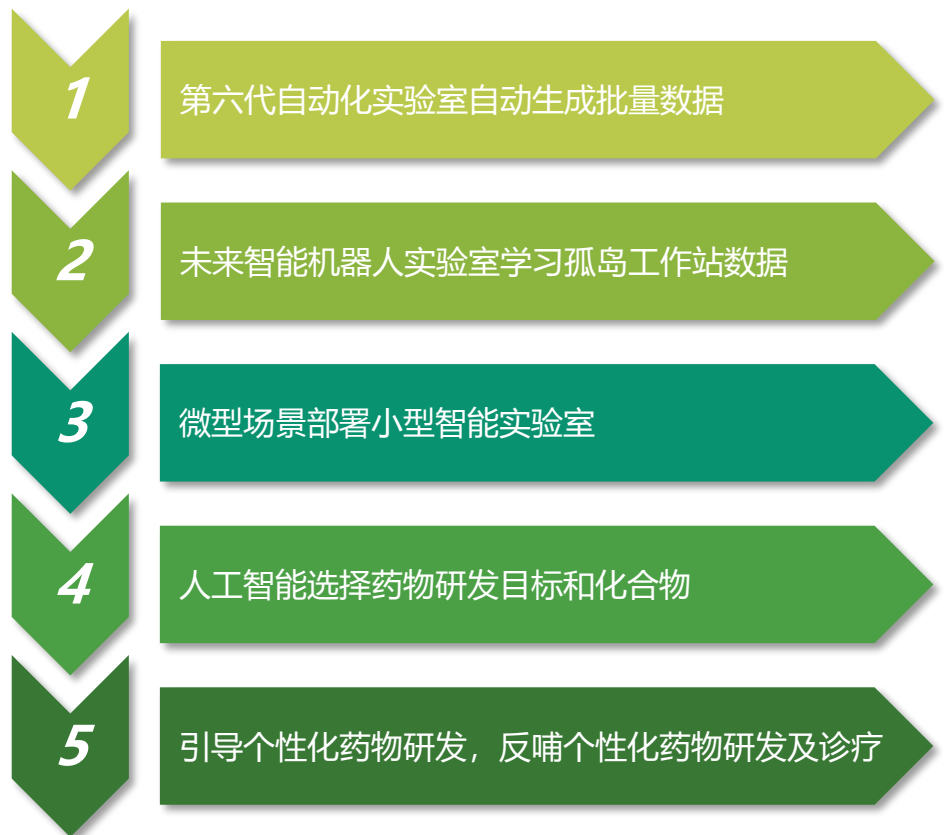 1
第六代自动化实验室自动生成批量数据
2
未来智能机器人实验室学习孤岛工作站数据
3
微型场景部署小型智能实验室
4
人工智能选择药物研发目标和化合物
5
引导个性化药物研发，反哺个性化药物研发及诊疗